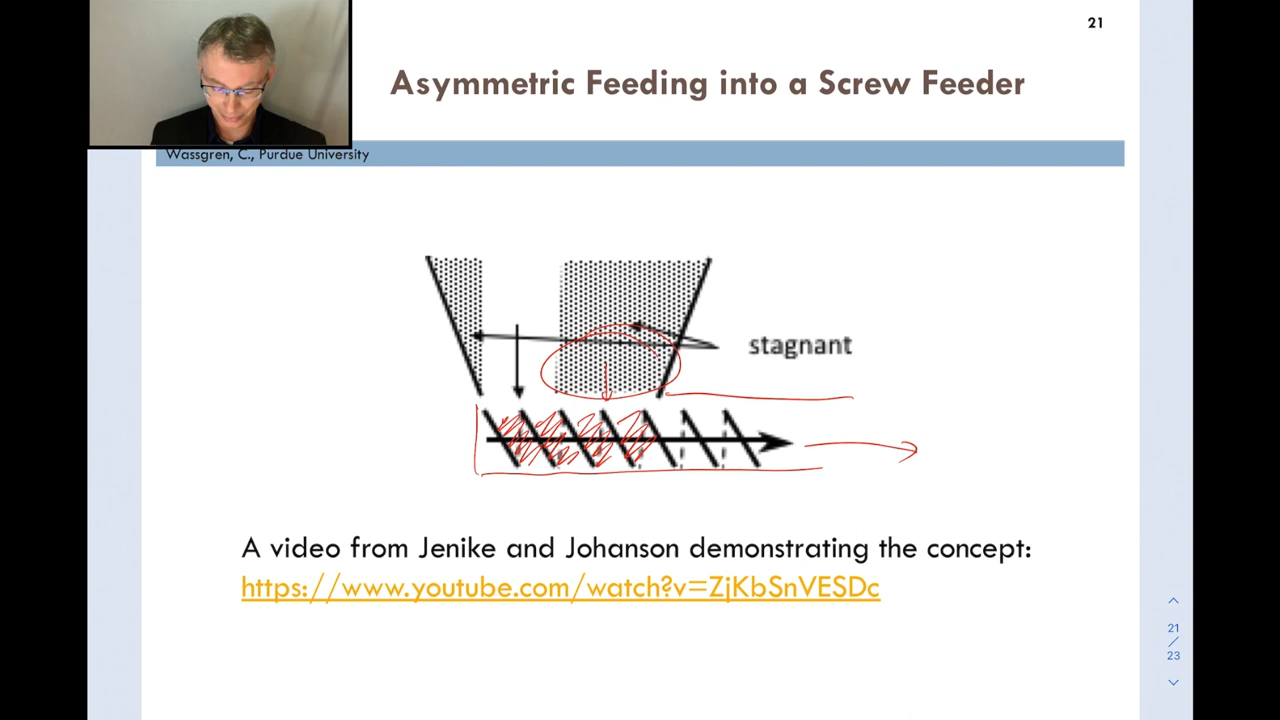 21
Asymmetric Feeding into a Screw Feeder
Wassgren, C., Purdue University
stagnant
A video from Jenike and Johanson demonstrating the concept:
https://www.youtube.com/watch?v=ZjKbSnVESDc
21
/
23